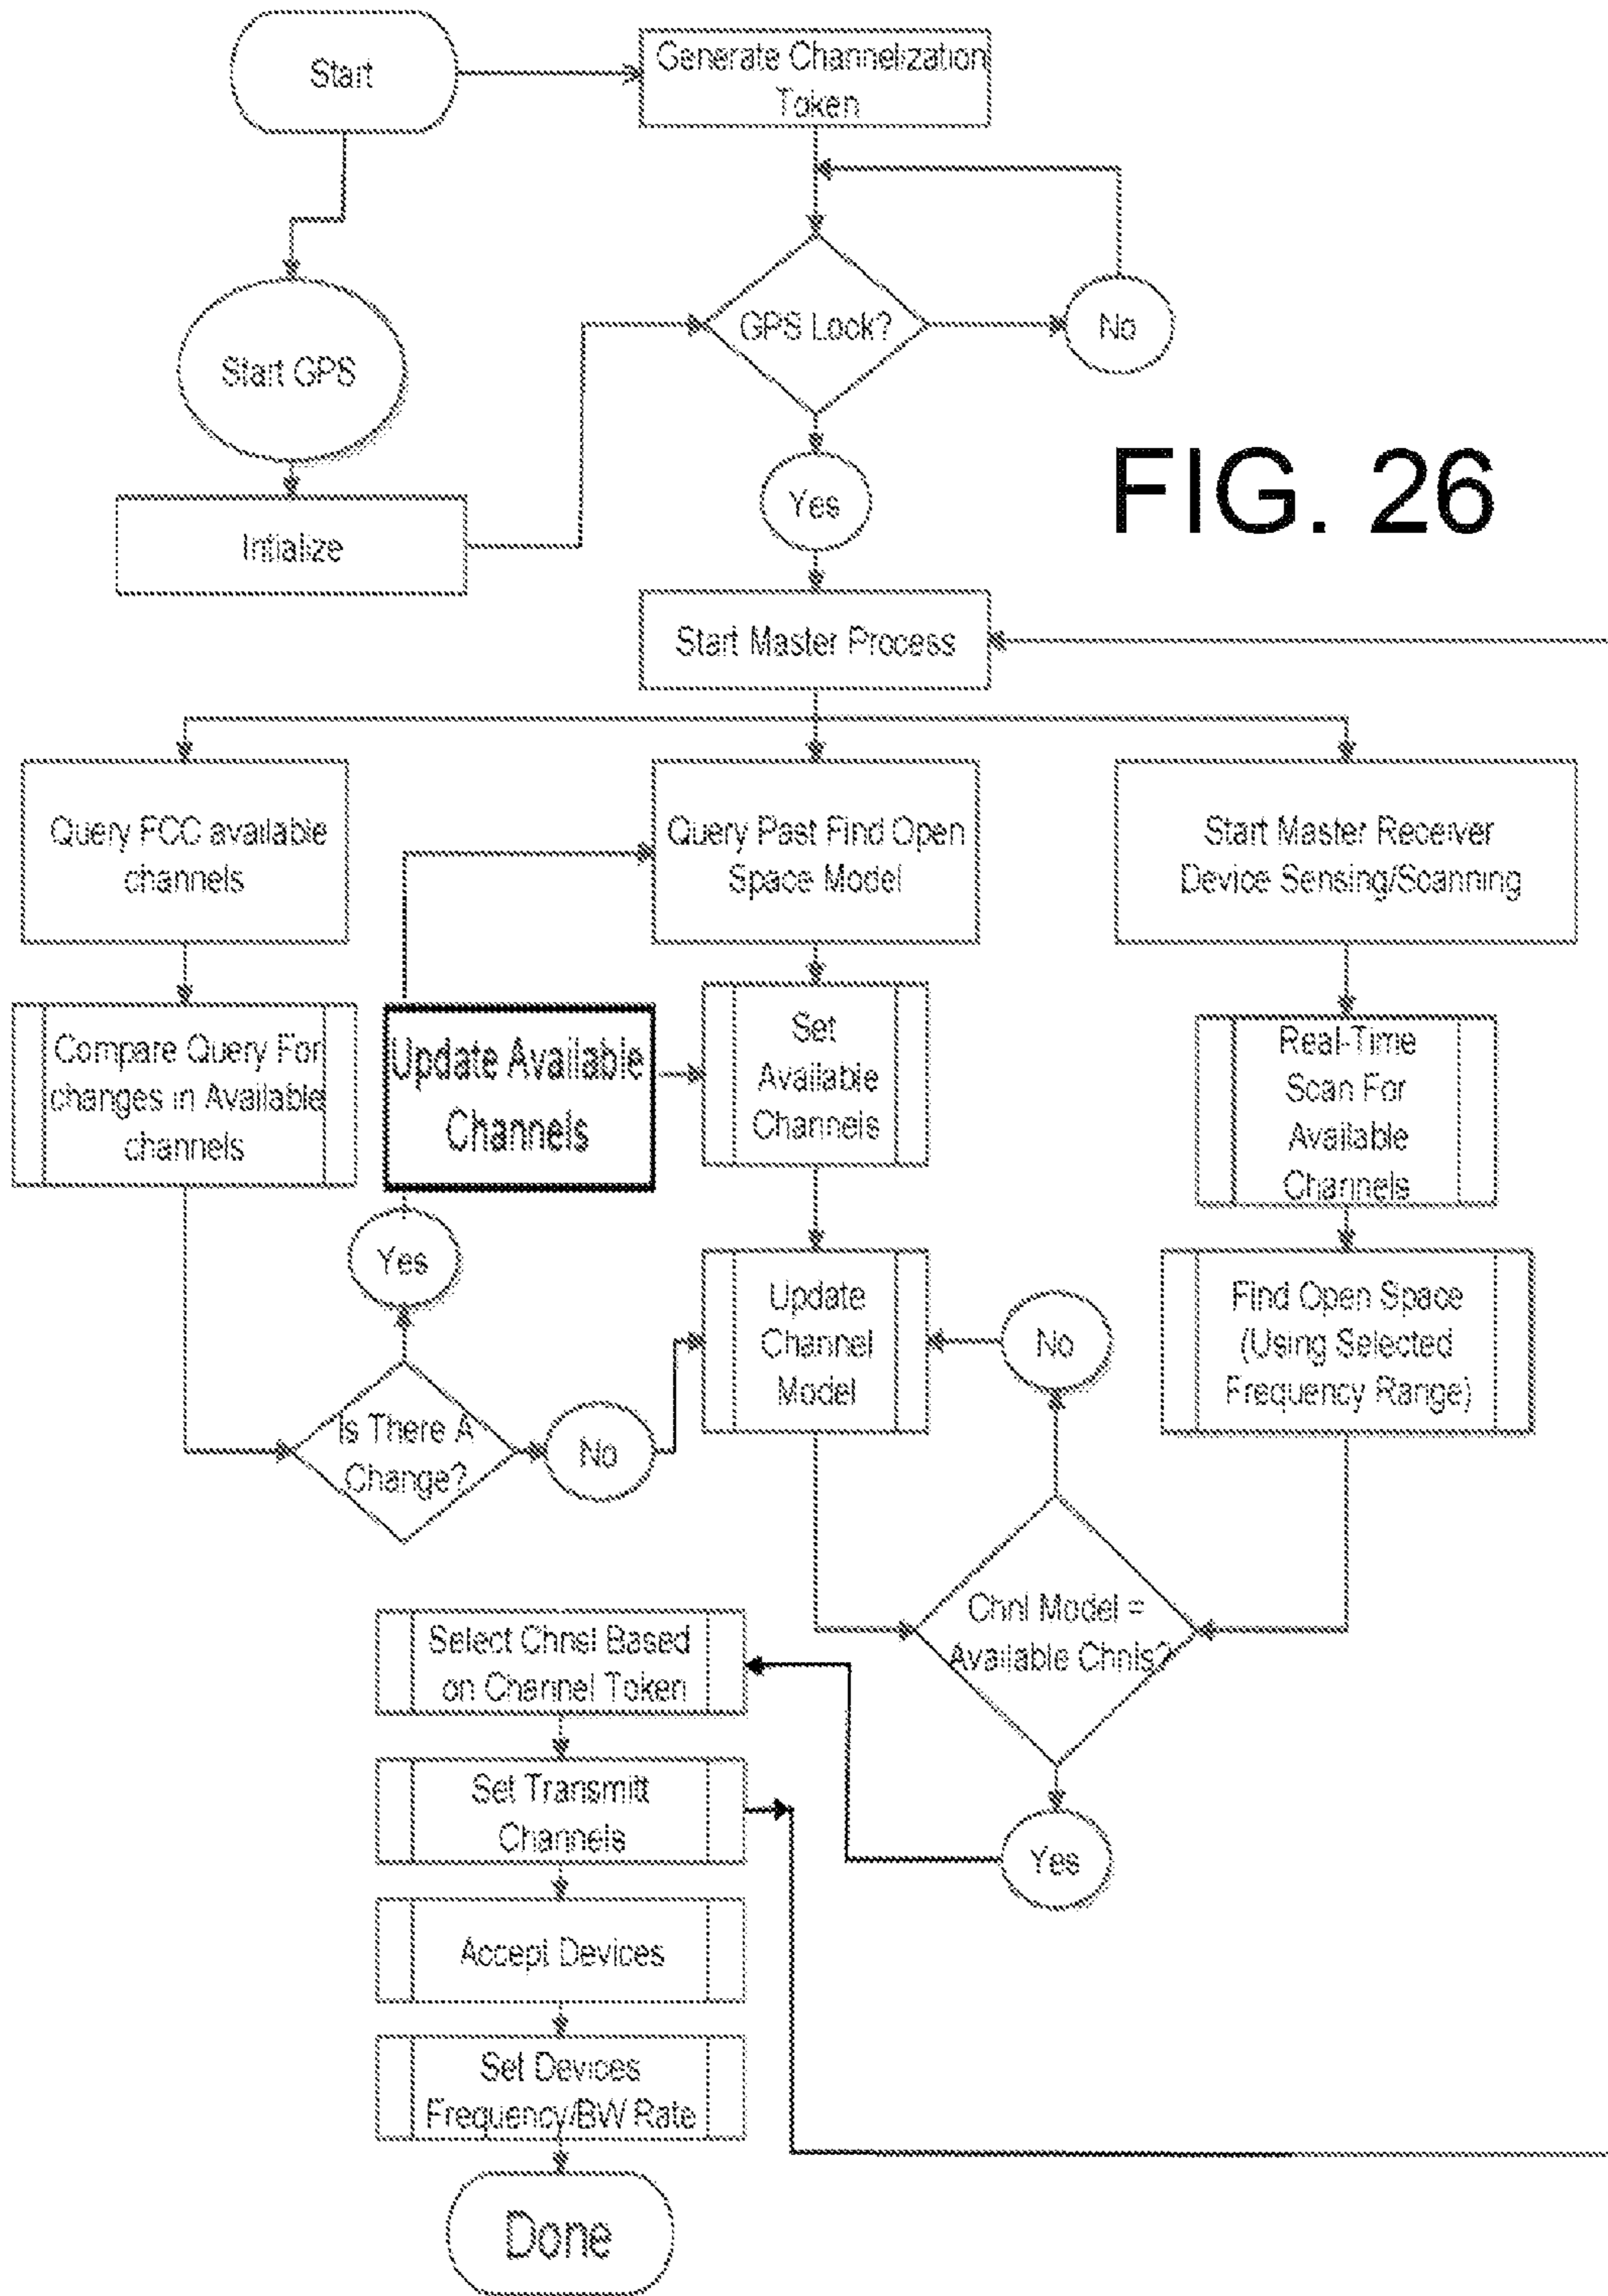 Start
Generate Channelization
Token
GPS Lock?
No
Start GPS
Yes
FIG. 26
Intialize
Start Master Process
Query FCC available
channels
Query Past Find Open
Space Model
Start Master Receiver
Device Sensing/Scanning
Compare Query For
changes in Available
channels
Update Available
Channels
Set
Available
Channels
Real-Time
Scan For
Available
Channels
Yes
Update
Channel
Model
No
Find Open Space
(Using Selected
Frequency Range)
Is There A
Change?
No
Chnl Model =
Available Chnls?
Select Chnsl Based
on Channel Token
Set Transmitt
Channels
Yes
Accept Devices
Set Devices
Frequency/BW Rate
Done